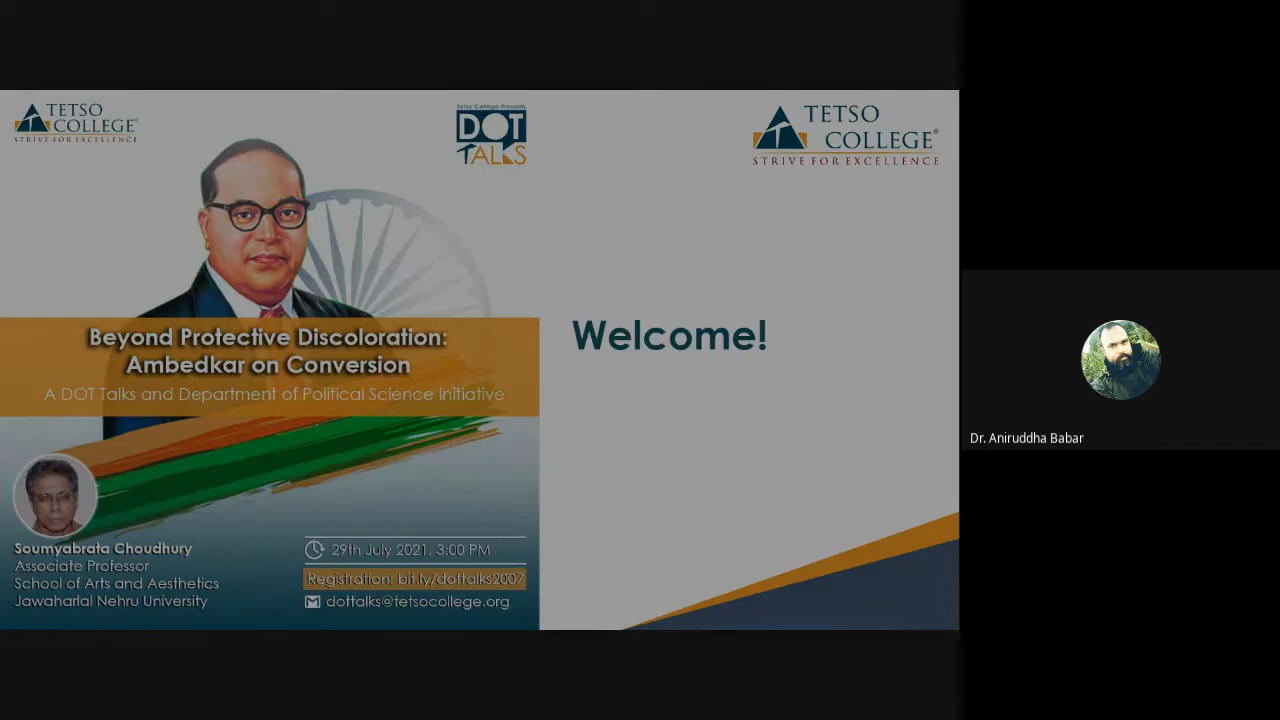 TETSO
COLLEGE
STRIVE FOR EXCELLENCE
Tetso College Presents
DOT
TALKS
TETSO
COLLEGE®
STRIVE FOR EXCELLENCE
Beyond Protective Discoloration:
Ambedkar on Conversion
A DOT Talks and Department of Political Science Initiative
Welcome!
Soumyabrata Choudhury
Associate Professor
School of Arts and Aesthetics
Jawaharlal Nehru University
29th July 2021, 3:00 PM
Registration: bit.ly/dottalks2007
dottalks@tetsocollege.org
Dr. Aniruddha Babar